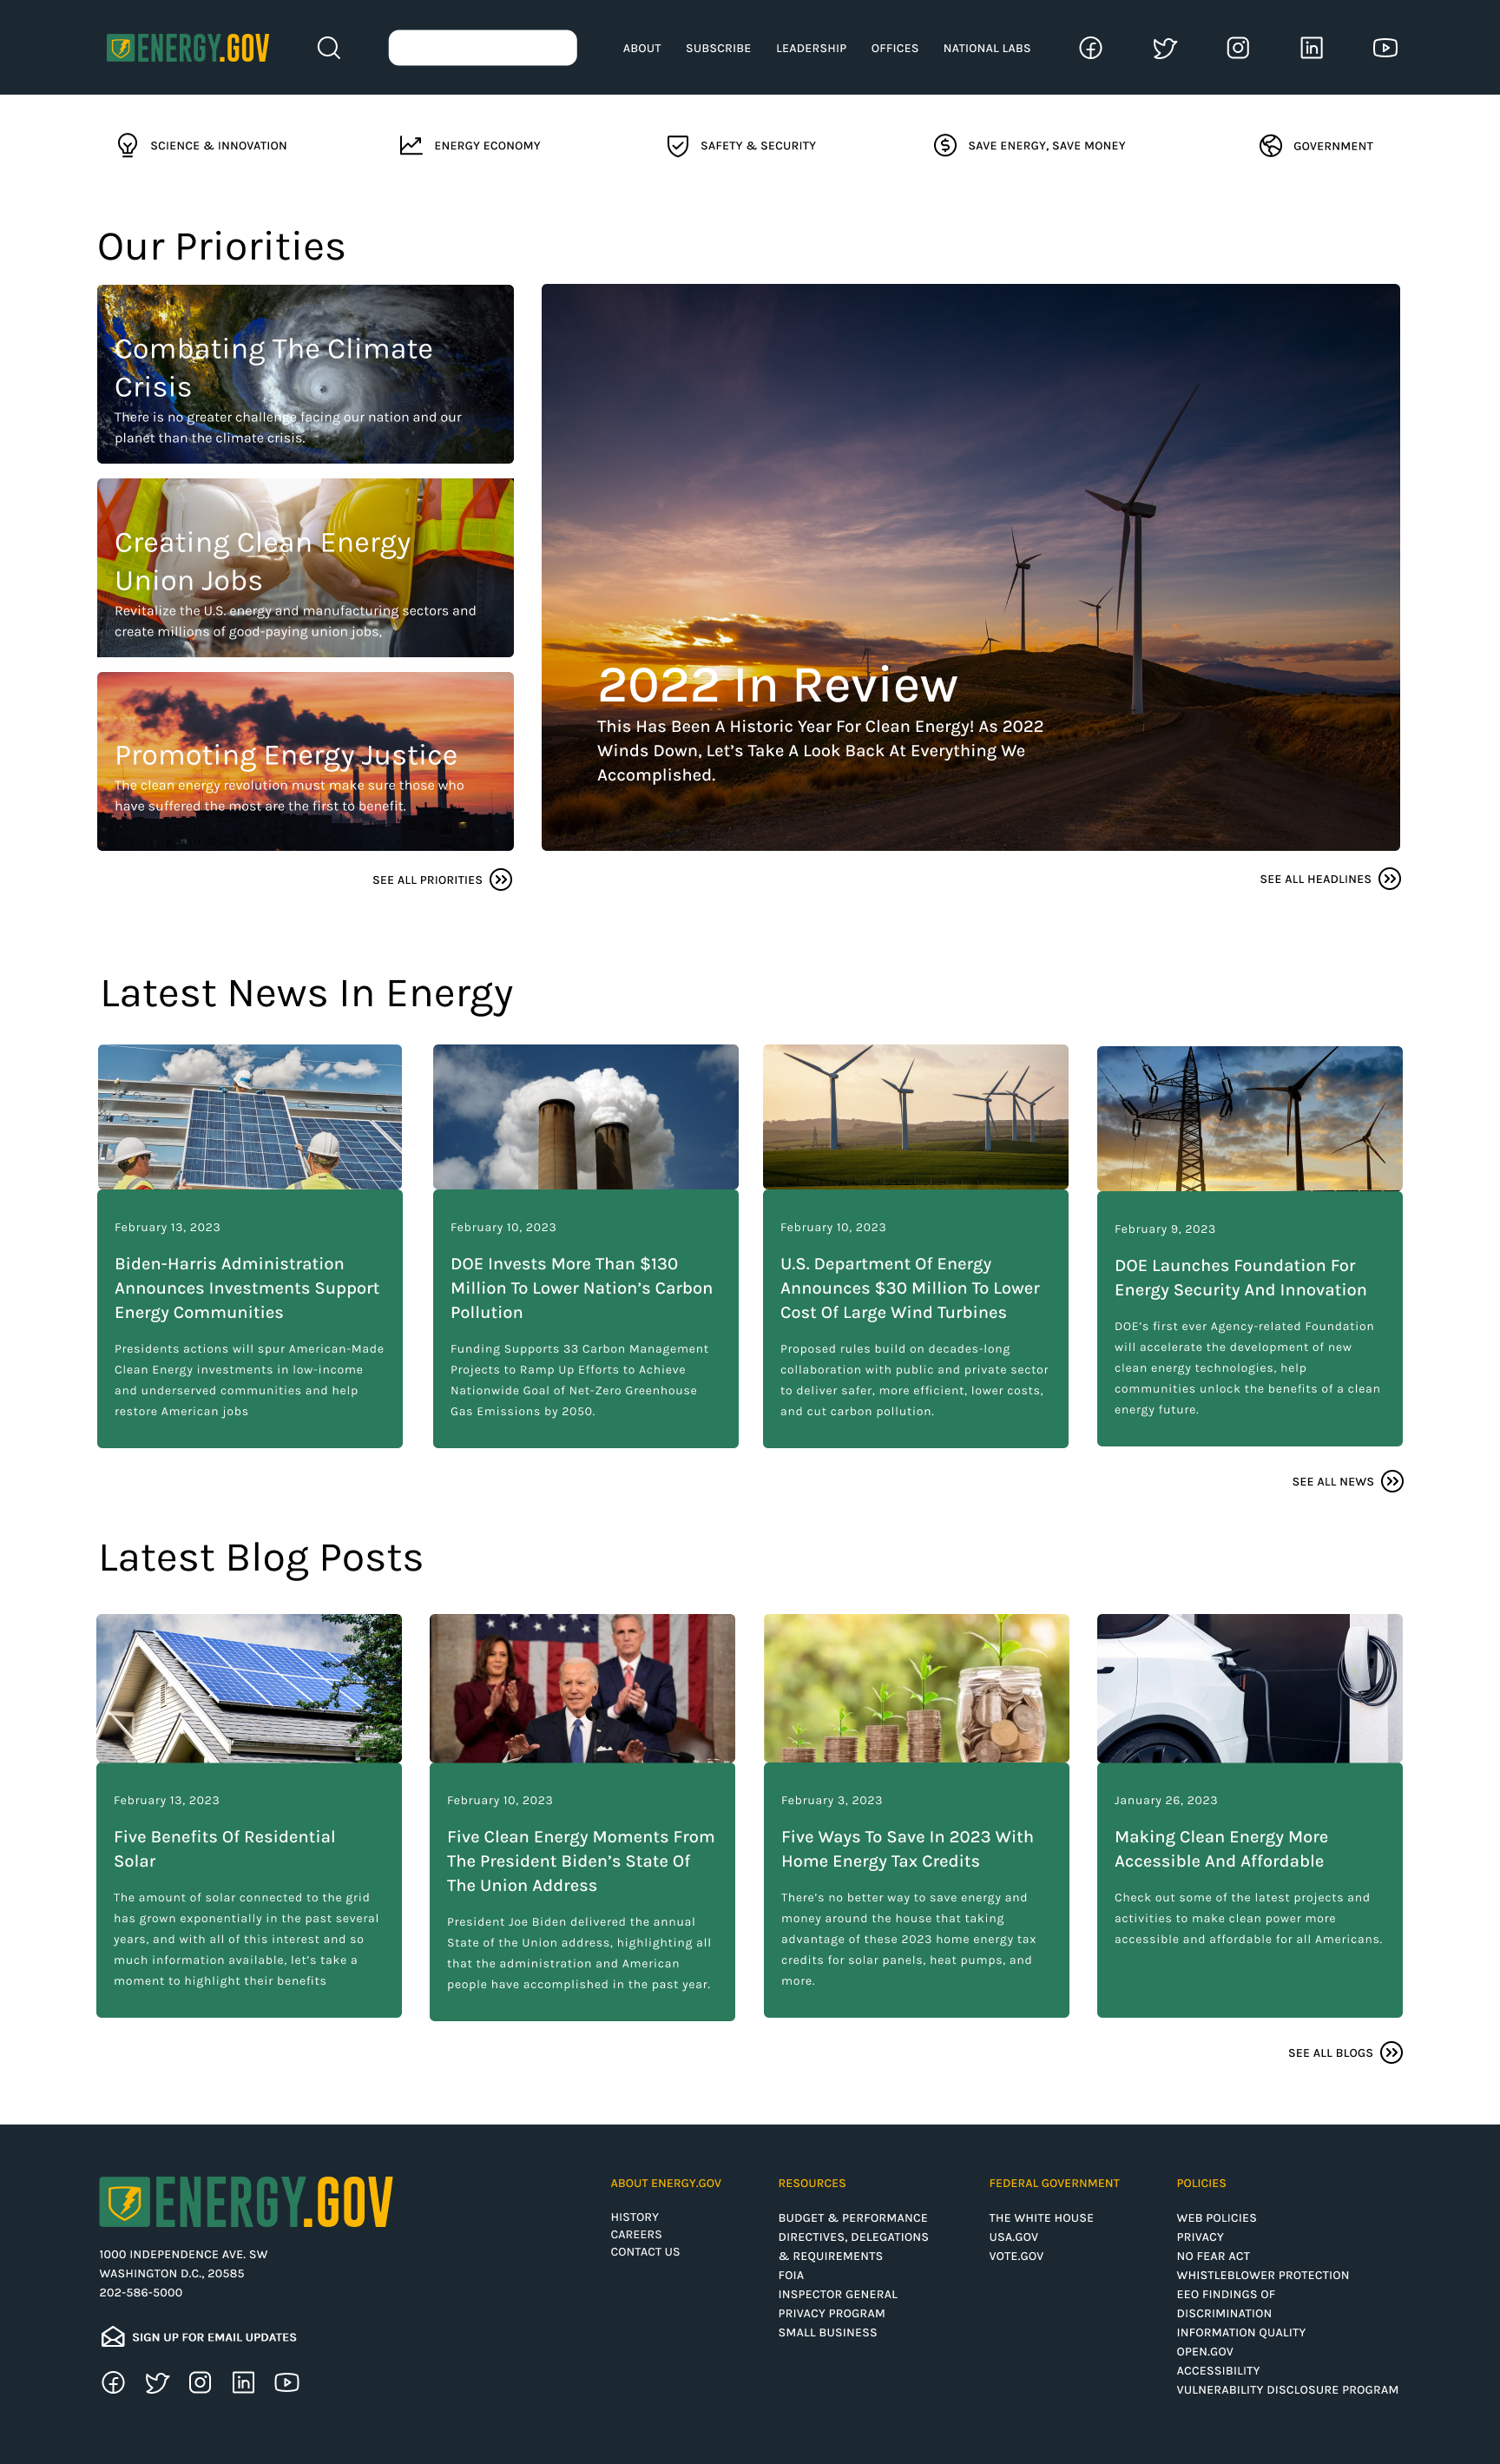 ENERGY.GOV
ABOUT
SUBSCRIBE
LEADERSHIP
OFFICES
NATIONAL LABS
SCIENCE & INNOVATION
ENERGY ECONOMY
SAFETY & SECURITY
SAVE ENERGY, SAVE MONEY
GOVERNMENT
Our Priorities
Combating The Climate
Crisis
There is no greater challenge facing our nation and our
planet than the climate crisis.
Creating Clean Energy
Union Jobs
Revitalize the U.S. energy and manufacturing sectors and
create millions of good-paying union jobs,
Promoting Energy Justice
The clean energy revolution must make sure those who
have suffered the most are the first to benefit.
SEE ALL PRIORITIES
2022 In Review
This Has Been A Historic Year For Clean Energy! As 2022
Winds Down, Let’s Take A Look Back At Everything We
Accomplished.
SEE ALL HEADLINES
Latest News In Energy
February 13, 2023
Biden-Harris Administration
Announces Investments Support
Energy Communities
Presidents actions will spur American-Made
Clean Energy investments in low-income
and underserved communities and help
restore American jobs
February 10, 2023
DOE Invests More Than $130
Million To Lower Nation’s Carbon
Pollution
Funding Supports 33 Carbon Management
Projects to Ramp Up Efforts to Achieve
Nationwide Goal of Net-Zero Greenhouse
Gas Emissions by 2050.
February 10, 2023
U.S. Department Of Energy
Announces $30 Million To Lower
Cost Of Large Wind Turbines
Proposed rules build on decades-long
collaboration with public and private sector
to deliver safer, more efficient, lower costs,
and cut carbon pollution.
February 9, 2023
DOE Launches Foundation For
Energy Security And Innovation
DOE’s first ever Agency-related Foundation
will accelerate the development of new
clean energy technologies, help
communities unlock the benefits of a clean
energy future.
SEE ALL NEWS
Latest Blog Posts
February 13, 2023
Five Benefits Of Residential
Solar
The amount of solar connected to the grid
has grown exponentially in the past several
years, and with all of this interest and so
much information available, let’s take a
moment to highlight their benefits
February 10, 2023
Five Clean Energy Moments From
The President Biden’s State Of
The Union Address
President Joe Biden delivered the annual
State of the Union address, highlighting all
that the administration and American
people have accomplished in the past year.
February 3, 2023
Five Ways To Save In 2023 With
Home Energy Tax Credits
There’s no better way to save energy and
money around the house that taking
advantage of these 2023 home energy tax
credits for solar panels, heat pumps, and
more.
January 26, 2023
Making Clean Energy More
Accessible And Affordable
Check out some of the latest projects and
activities to make clean power more
accessible and affordable for all Americans.
SEE ALL BLOGS
ENERGY.GOV
1000 INDEPENDENCE AVE. SW
WASHINGTON D.C., 20585
202-586-5000
SIGN UP FOR EMAIL UPDATES
ABOUT ENERGY.GOV
HISTORY
CAREERS
CONTACT US
RESOURCES
BUDGET & PERFORMANCE
DIRECTIVES, DELEGATIONS
& REQUIREMENTS
FOIA
INSPECTOR GENERAL
PRIVACY PROGRAM
SMALL BUSINESS
FEDERAL GOVERNMENT
THE WHITE HOUSE
USA.GOV
VOTE.GOV
POLICIES
WEB POLICIES
PRIVACY
NO FEAR ACT
WHISTLEBLOWER PROTECTION
EEO FINDINGS OF
DISCRIMINATION
INFORMATION QUALITY
OPEN.GOV
ACCESSIBILITY
VULNERABILITY DISCLOSURE PROGRAM